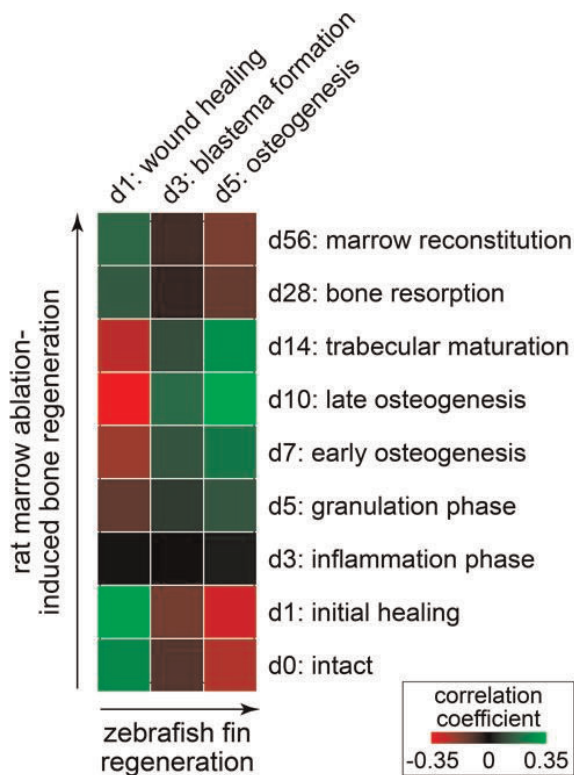 d1: wound healing
d3: blastema formation
d5: osteogenesis
d56: marrow reconstitution
d28: bone resorption
d14: trabecular maturation
d10: late osteogenesis
d7: early osteogenesis
d5: granulation phase
d3: inflammation phase
d1: initial healing
d0: intact
rat marrow ablation-
induced bone regeneration
zebrafish fin
regeneration
correlation
coefficient
-0.35 0 0.35